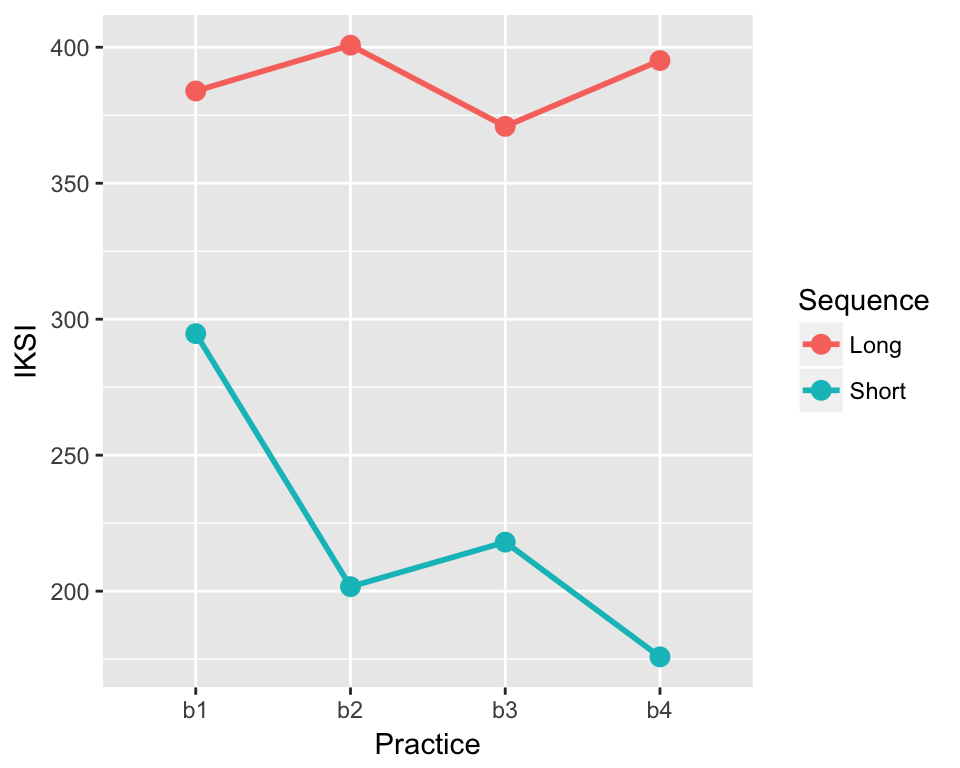 400
350
300
250
200
IKSI
b1 b2 b3 b4
Practice
Sequence
Long
Short